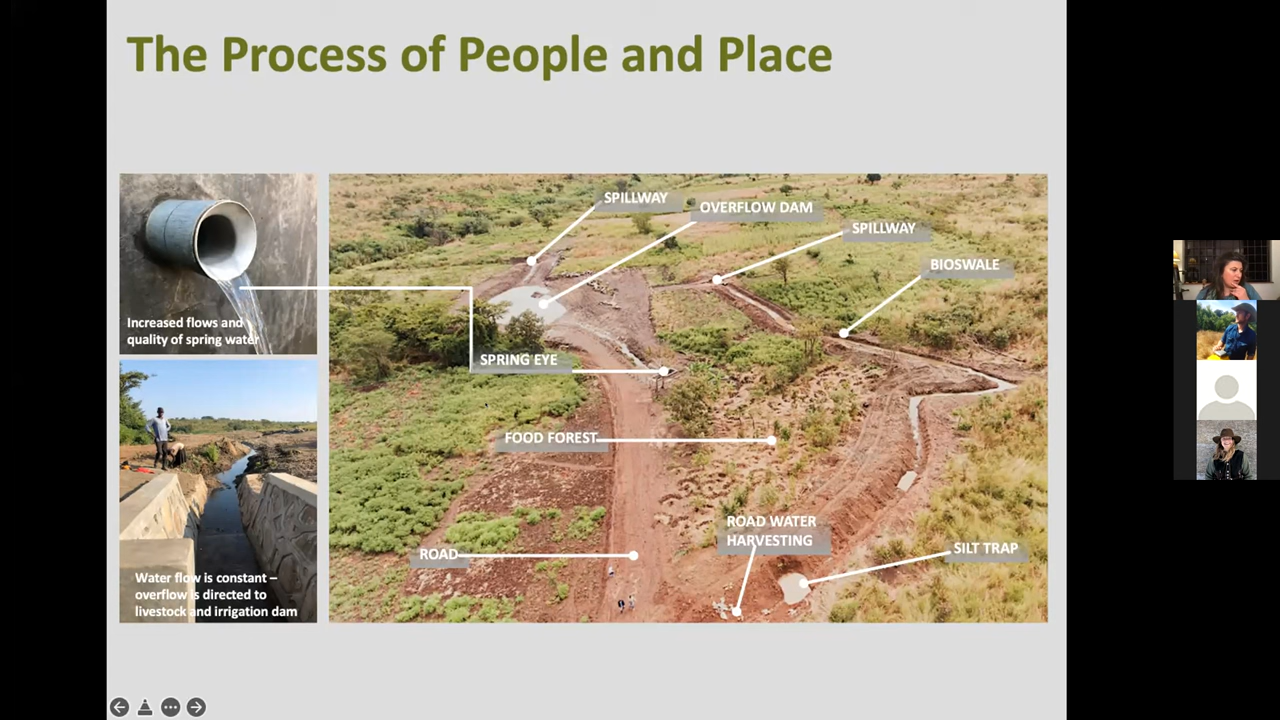 The Process of People and Place
SPILLWAY
OVERFLOW DAM
SPILLWAY
BIOSWALE
Increased flows and
quality of spring water
SPRING EYE
FOOD FOREST
ROAD WATER
HARVESTING
ROAD
SILT TRAP
Water flow is constant –
overflow is directed to
livestock and irrigation dam